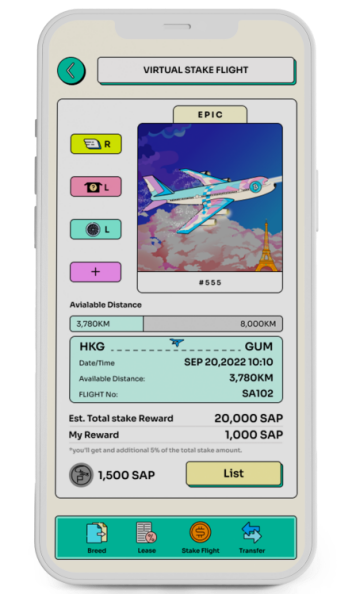 VIRTUAL STAKE FLIGHT
EPIC
R
L
L
+
#555
Avialable Distance
3,780KM 8,000KM
HKG GUM
Date/Time SEP 20,2022 10:10
Available Distance: 3,780KM
FLIGHT No: SA102
Est. Total stake Reward 20,000 SAP
My Reward 1,000 SAP
*you'll get and additional 5% of the total stake amount.
1,500 SAP List
Breed Lease Stake Flight Transfer